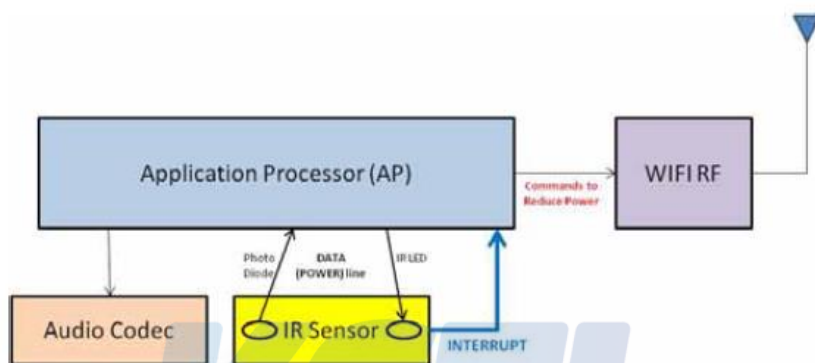 Application Processor (AP)
WIFI RF
Commands to
Reduce Power
Photo
Diode
DATA
(POWER) line
IR LED
Audio Codec
IR Sensor
INTERRUPT